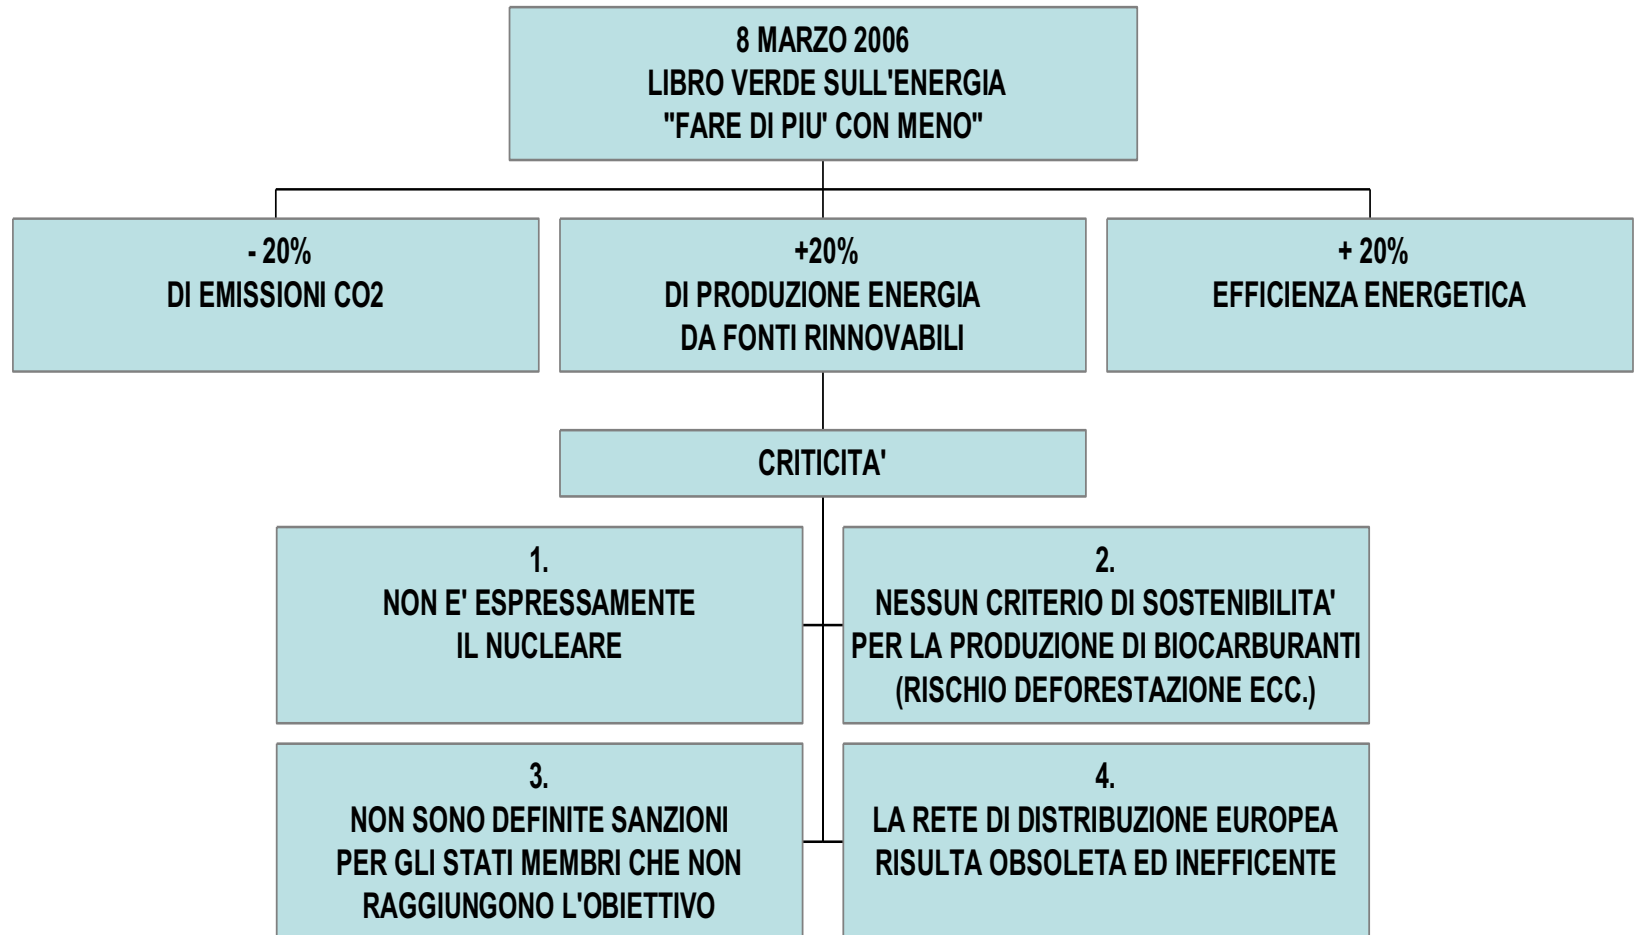 8 MARZO 2006
LIBRO VERDE SULL'ENERGIA
"FARE DI PIU' CON MENO"
- 20%
DI EMISSIONI CO2
+20%
DI PRODUZIONE ENERGIA
DA FONTI RINNOVABILI
+ 20%
EFFICIENZA ENERGETICA
CRITICITA'
1.
NON E' ESPRESSAMENTE
IL NUCLEARE
2.
NESSUN CRITERIO DI SOSTENIBILITA'
PER LA PRODUZIONE DI BIOCARBURANTI
(RISCHIO DEFORESTAZIONE ECC.)
3.
NON SONO DEFINITE SANZIONI
PER GLI STATI MEMBRI CHE NON
RAGGIUNGONO L'OBIETTIVO
4.
LA RETE DI DISTRIBUZIONE EUROPEA
RISULTA OBSOLETA ED INEFFICENTE